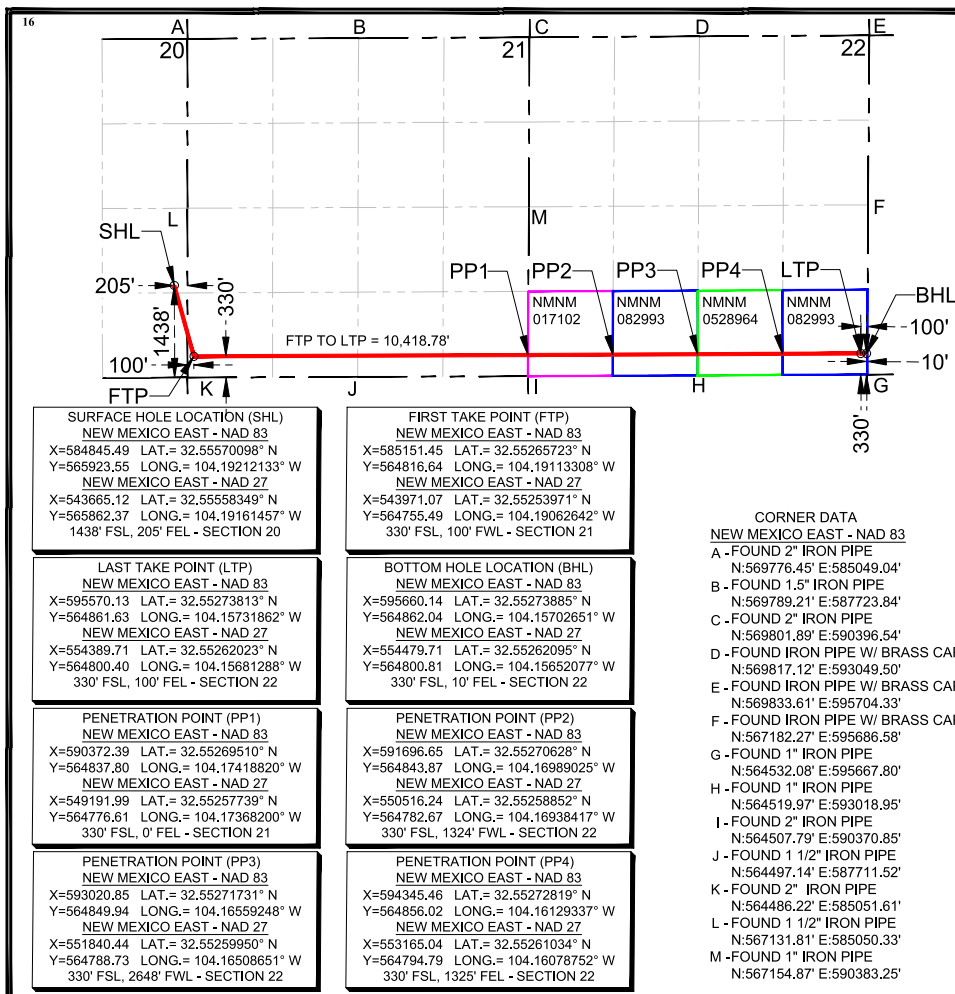 16
A
B
C
D
E
20
21
22
L
M
F
SHL
PP1
PP2
PP3
PP4
LTP
BHL
205'
330'
1438'
NMNM
017102
NMNM
082993
NMNM
0528964
NMNM
082993
100'
FTP TO LTP = 10,418.78'
10'
100'
FTP
K
J
I
H
G
330'
SURFACE HOLE LOCATION (SHL)
NEW MEXICO EAST - NAD 83
X=584845.49 LAT.= 32.55570098° N
Y=565923.55 LONG.= 104.19212133° W
NEW MEXICO EAST - NAD 27
X=543665.12 LAT.= 32.55558349° N
Y=565862.37 LONG.= 104.19161457° W
1438' FSL, 205' FEL - SECTION 20
FIRST TAKE POINT (FTP)
NEW MEXICO EAST - NAD 83
X=585151.45 LAT.= 32.55265723° N
Y=564816.64 LONG.= 104.19113308° W
NEW MEXICO EAST - NAD 27
X=543971.07 LAT.= 32.55253971° N
Y=564755.49 LONG.= 104.19062642° W
330' FSL, 100' FWL - SECTION 21
LAST TAKE POINT (LTP)
NEW MEXICO EAST - NAD 83
X=595570.13 LAT.= 32.55273813° N
Y=564861.63 LONG.= 104.15731862° W
NEW MEXICO EAST - NAD 27
X=554389.71 LAT.= 32.55262023° N
Y=564800.40 LONG.= 104.15681288° W
330' FSL, 100' FEL - SECTION 22
BOTTOM HOLE LOCATION (BHL)
NEW MEXICO EAST - NAD 83
X=595660.14 LAT.= 32.55273885° N
Y=564862.04 LONG.= 104.15702651° W
NEW MEXICO EAST - NAD 27
X=554479.71 LAT.= 32.55262095° N
Y=564800.81 LONG.= 104.15652077° W
330' FSL, 10' FEL - SECTION 22
PENETRATION POINT (PP1)
NEW MEXICO EAST - NAD 83
X=590372.39 LAT.= 32.55269510° N
Y=564837.80 LONG.= 104.17418820° W
NEW MEXICO EAST - NAD 27
X=549191.99 LAT.= 32.55257739° N
Y=564776.61 LONG.= 104.17368200° W
330' FSL, 0' FEL - SECTION 21
PENETRATION POINT (PP2)
NEW MEXICO EAST - NAD 83
X=591696.65 LAT.= 32.55270628° N
Y=564843.87 LONG.= 104.16989025° W
NEW MEXICO EAST - NAD 27
X=550516.24 LAT.= 32.55258852° N
Y=564782.67 LONG.= 104.16938417° W
330' FSL, 1324' FWL - SECTION 22
PENETRATION POINT (PP3)
NEW MEXICO EAST - NAD 83
X=593020.85 LAT.= 32.55271731° N
Y=564849.94 LONG.= 104.16559248° W
NEW MEXICO EAST - NAD 27
X=551840.44 LAT.= 32.55259950° N
Y=564788.73 LONG.= 104.16508651° W
330' FSL, 2648' FWL - SECTION 22
PENETRATION POINT (PP4)
NEW MEXICO EAST - NAD 83
X=594345.46 LAT.= 32.55272819° N
Y=564856.02 LONG.= 104.16129337° W
NEW MEXICO EAST - NAD 27
X=553165.04 LAT.= 32.55261034° N
Y=564794.79 LONG.= 104.16078752° W
330' FSL, 1325' FEL - SECTION 22
CORNER DATA
NEW MEXICO EAST - NAD 83
A - FOUND 2" IRON PIPE
N:569776.45' E:585049.04'
B - FOUND 1.5" IRON PIPE
N:569789.21' E:587723.84'
C - FOUND 2" IRON PIPE
N:569801.89' E:590396.54'
D - FOUND IRON PIPE W/ BRASS CAP
N:569817.12' E:593049.50'
E - FOUND IRON PIPE W/ BRASS CAP
N:569833.61' E:595704.33'
F - FOUND IRON PIPE W/ BRASS CAP
N:567182.27' E:595686.58'
G - FOUND 1" IRON PIPE
N:564532.08' E:595667.80'
H - FOUND 1" IRON PIPE
N:564519.97' E:593018.95'
I - FOUND 2" IRON PIPE
N:564507.79' E:590370.85'
J - FOUND 1 1/2" IRON PIPE
N:564497.14' E:587711.52'
K - FOUND 2" IRON PIPE
N:564486.22' E:585051.61'
L - FOUND 1 1/2" IRON PIPE
N:567131.81' E:585050.33'
M - FOUND 1" IRON PIPE
N:567154.87' E:590383.25'